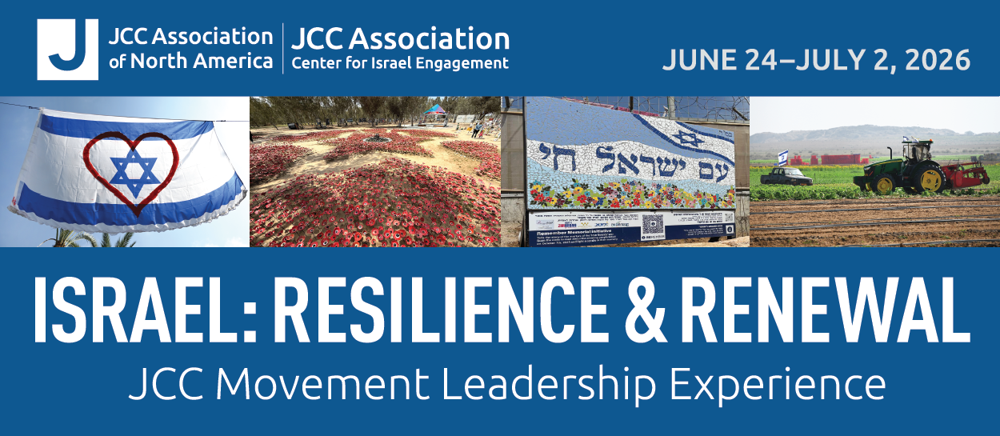 J
JCC Association
of North America
JCC Association
Center for Israel Engagement
JUNE 24–JULY 2, 2026
עם ישראל חי
Remember Memorial Initiative
ISRAEL: RESILIENCE & RENEWAL
JCC Movement Leadership Experience